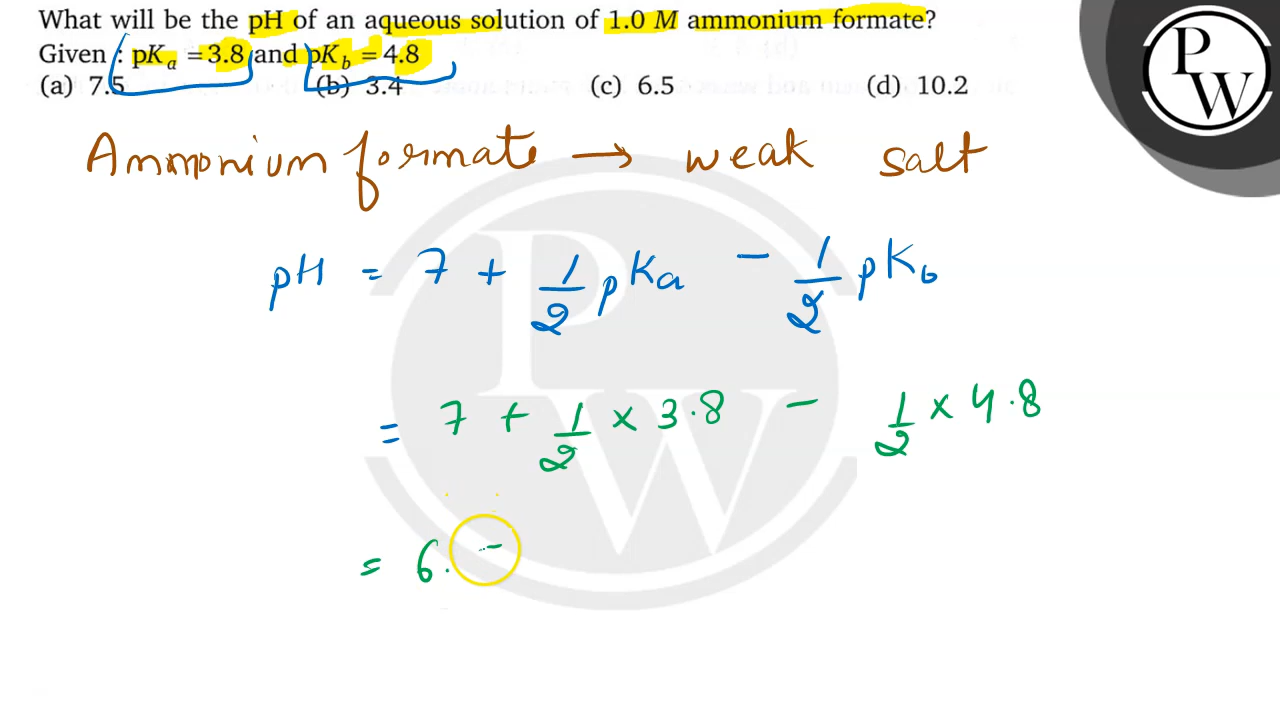 What will be the pH of an aqueous solution of 1.0 M ammonium formate?
Given : pKₐ = 3.8 and pK_b = 4.8
(a) 7.5 (b) 3.4 (c) 6.5 (d) 10.2
P
W
Ammonium formate → weak salt
pH = 7 + 1/2 pKa - 1/2 pKb
= 7 + 1/2 × 3.8 - 1/2 × 4.8
= 6.
P
W